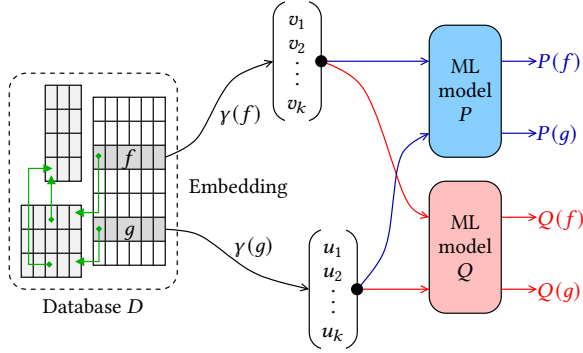 v₁
v₂
⋮
vₖ
γ(f)
f
g
Embedding
γ(g)
Database D
u₁
u₂
⋮
uₖ
ML
model
P
P(f)
P(g)
ML
model
Q
Q(f)
Q(g)